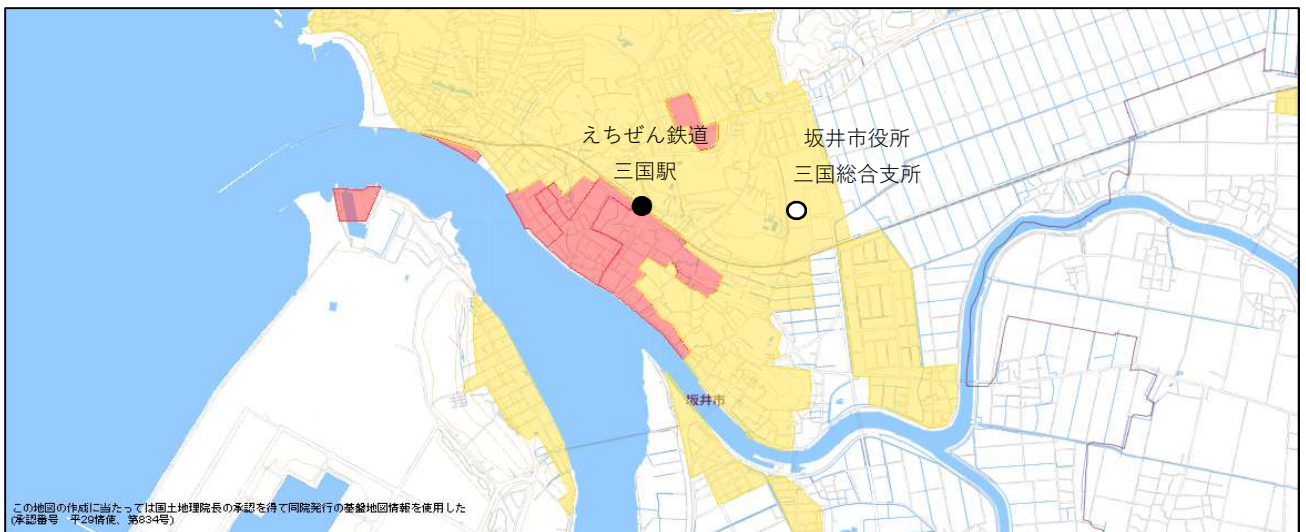 えちぜん鉄道
三国駅
坂井市役所
三国総合支所
坂井市
この地図の作成に当たっては国土地理院長の承認を得て同院発行の基盤地図情報を使用した
(承認番号　平29情使、第834号)